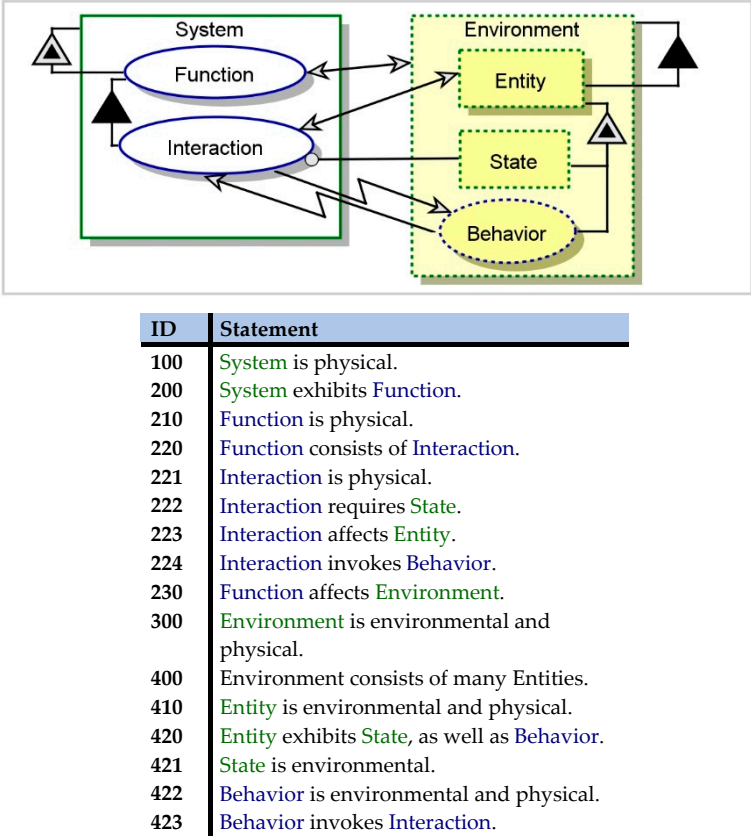 System
Environment
Function
Entity
Interaction
State
Behavior
ID Statement
100 System is physical.
200 System exhibits Function.
210 Function is physical.
220 Function consists of Interaction.
221 Interaction is physical.
222 Interaction requires State.
223 Interaction affects Entity.
224 Interaction invokes Behavior.
230 Function affects Environment.
300 Environment is environmental and
physical.
400 Environment consists of many Entities.
410 Entity is environmental and physical.
420 Entity exhibits State, as well as Behavior.
421 State is environmental.
422 Behavior is environmental and physical.
423 Behavior invokes Interaction.